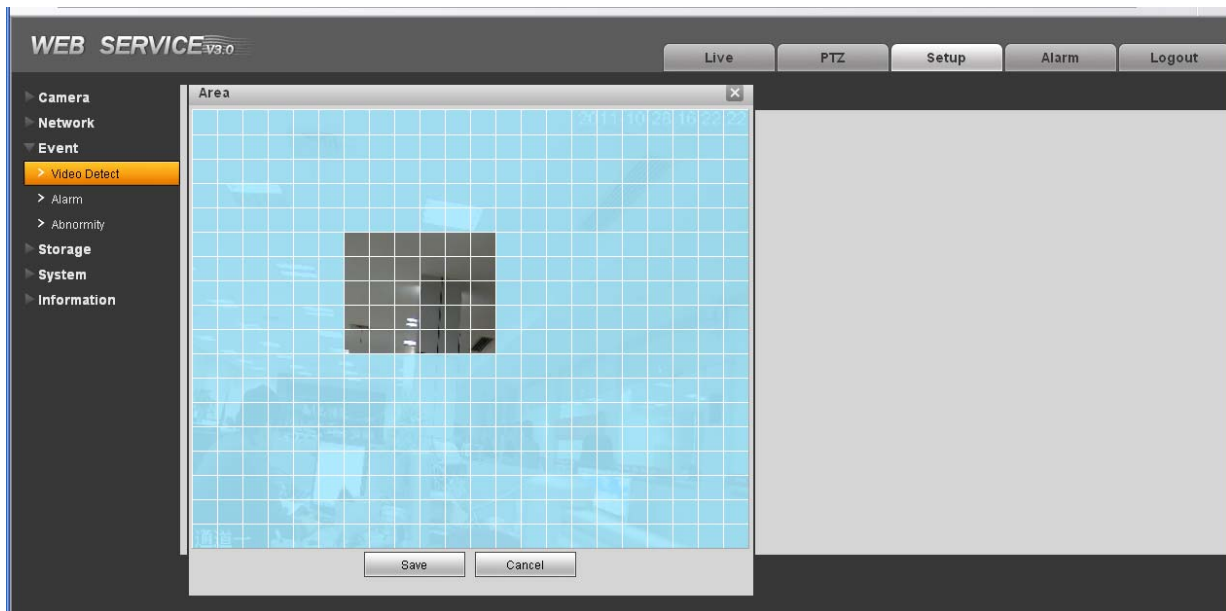 WEB SERVICE V3.0
Live
PTZ
Setup
Alarm
Logout
Camera
Network
Event
> Video Detect
> Alarm
> Abnormity
Storage
System
Information
Area
2011 10 28 16 22 22
通道一
Save
Cancel